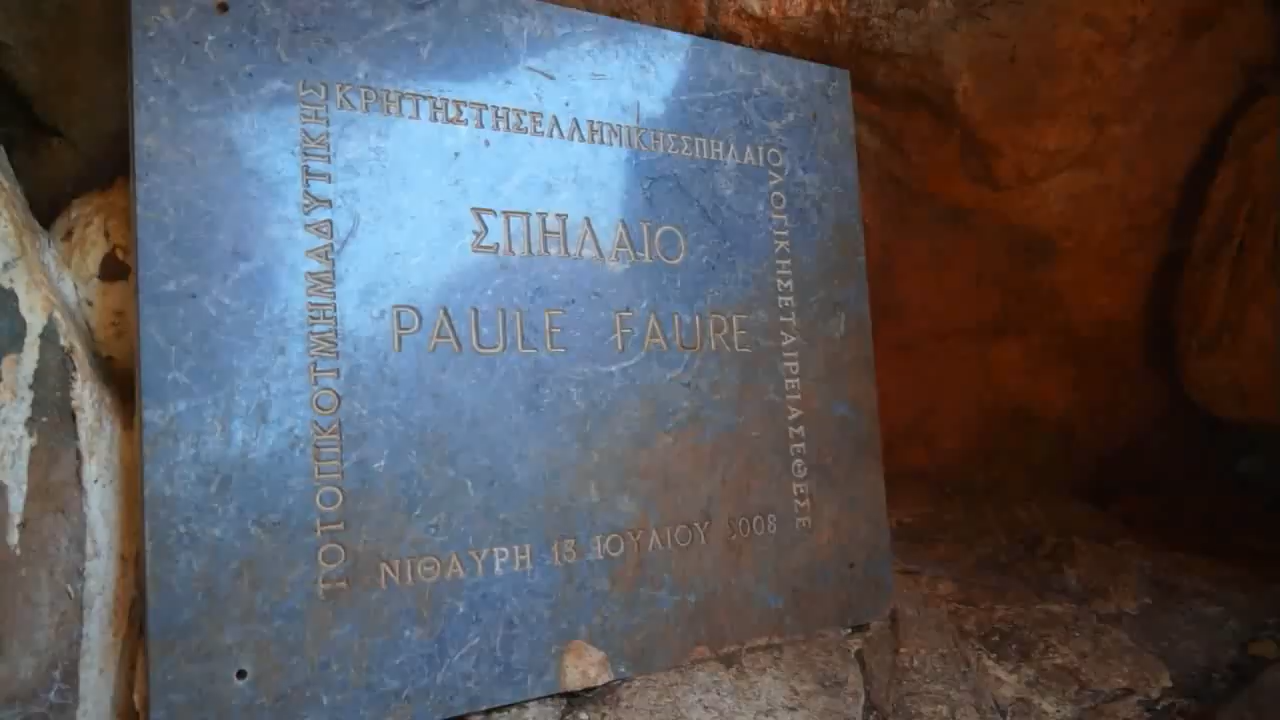 ΤΟΤΟΠΙΚΟΤΜΗΜΑΔΥΤΙΚΗΣ
ΚΡΗΤΗΣΤΗΣΕΛΛΗΝΙΚΗΣΣΠΗΛΑΙΟ
ΛΟΓΙΚΗΣΕΤΑΙΡΕΙΑΣΕΘΕΣΕ
ΣΠΗΛΑΙΟ
PAULE FAURE
ΝΙΘΑΥΡΗ 13 ΙΟΥΛΙΟΥ 2008